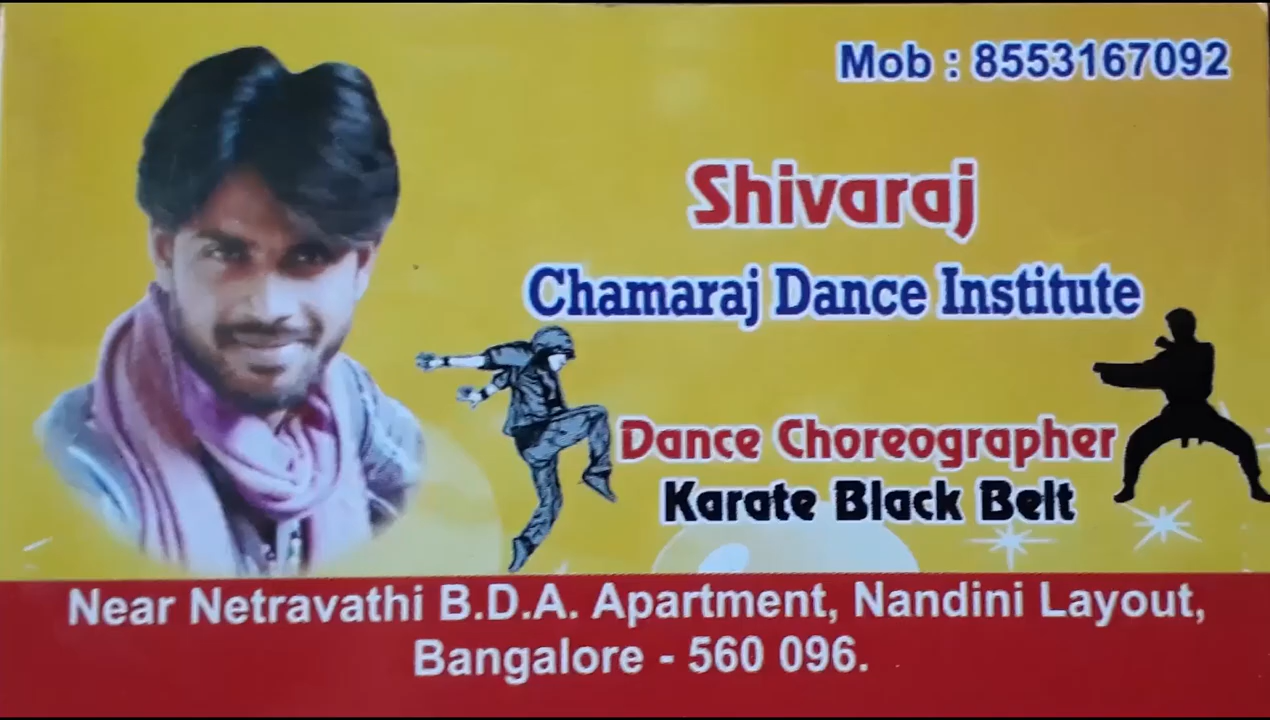 Mob : 8553167092
Shivaraj
Chamaraj Dance Institute
Dance Choreographer
Karate Black Belt
Near Netravathi B.D.A. Apartment, Nandini Layout,
Bangalore - 560 096.